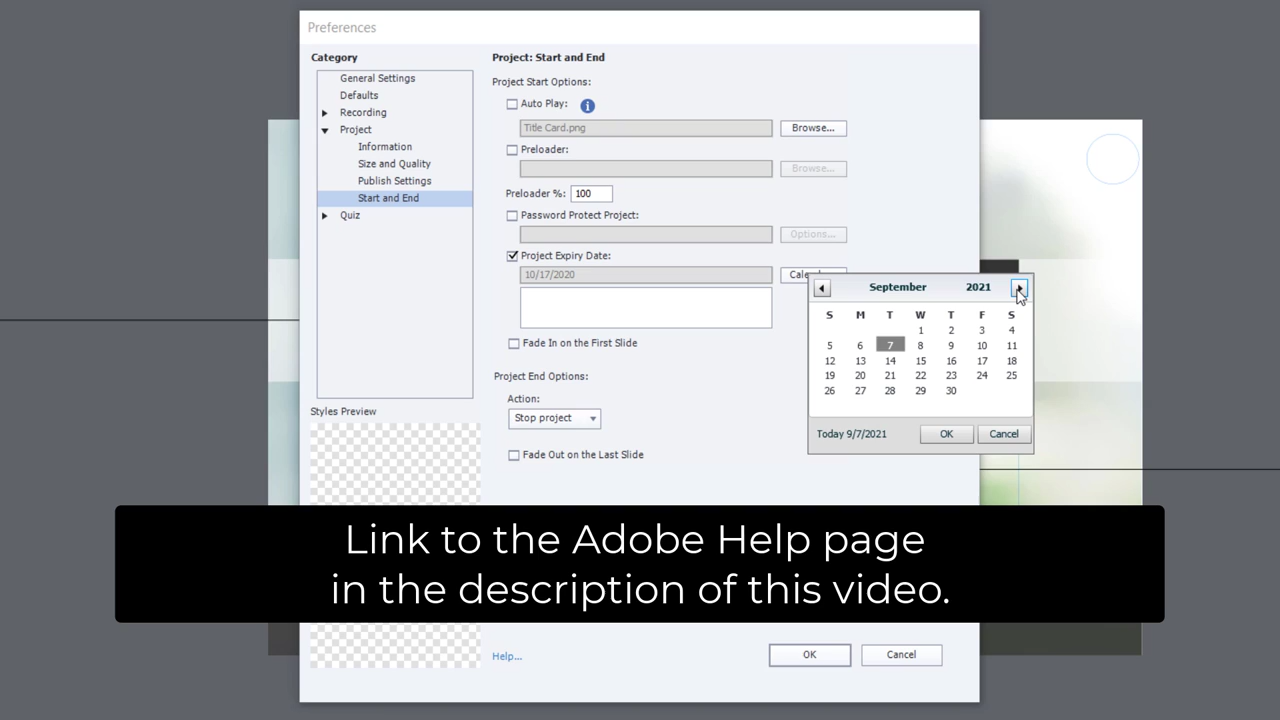 Preferences
Category
General Settings
Defaults
Recording
Project
Information
Size and Quality
Publish Settings
Start and End
Quiz
Styles Preview
Project: Start and End
Project Start Options:
Auto Play:
Title Card.png
Browse...
Preloader:
Browse...
Preloader %: 100
Password Protect Project:
Options...
Project Expiry Date:
10/17/2020
Fade In on the First Slide
Project End Options:
Action:
Stop project
Fade Out on the Last Slide
September 2021
S M T W T F S
1 2 3 4
5 6 7 8 9 10 11
12 13 14 15 16 17 18
19 20 21 22 23 24 25
26 27 28 29 30
Today 9/7/2021 OK Cancel
Link to the Adobe Help page
in the description of this video.
Help...
OK Cancel